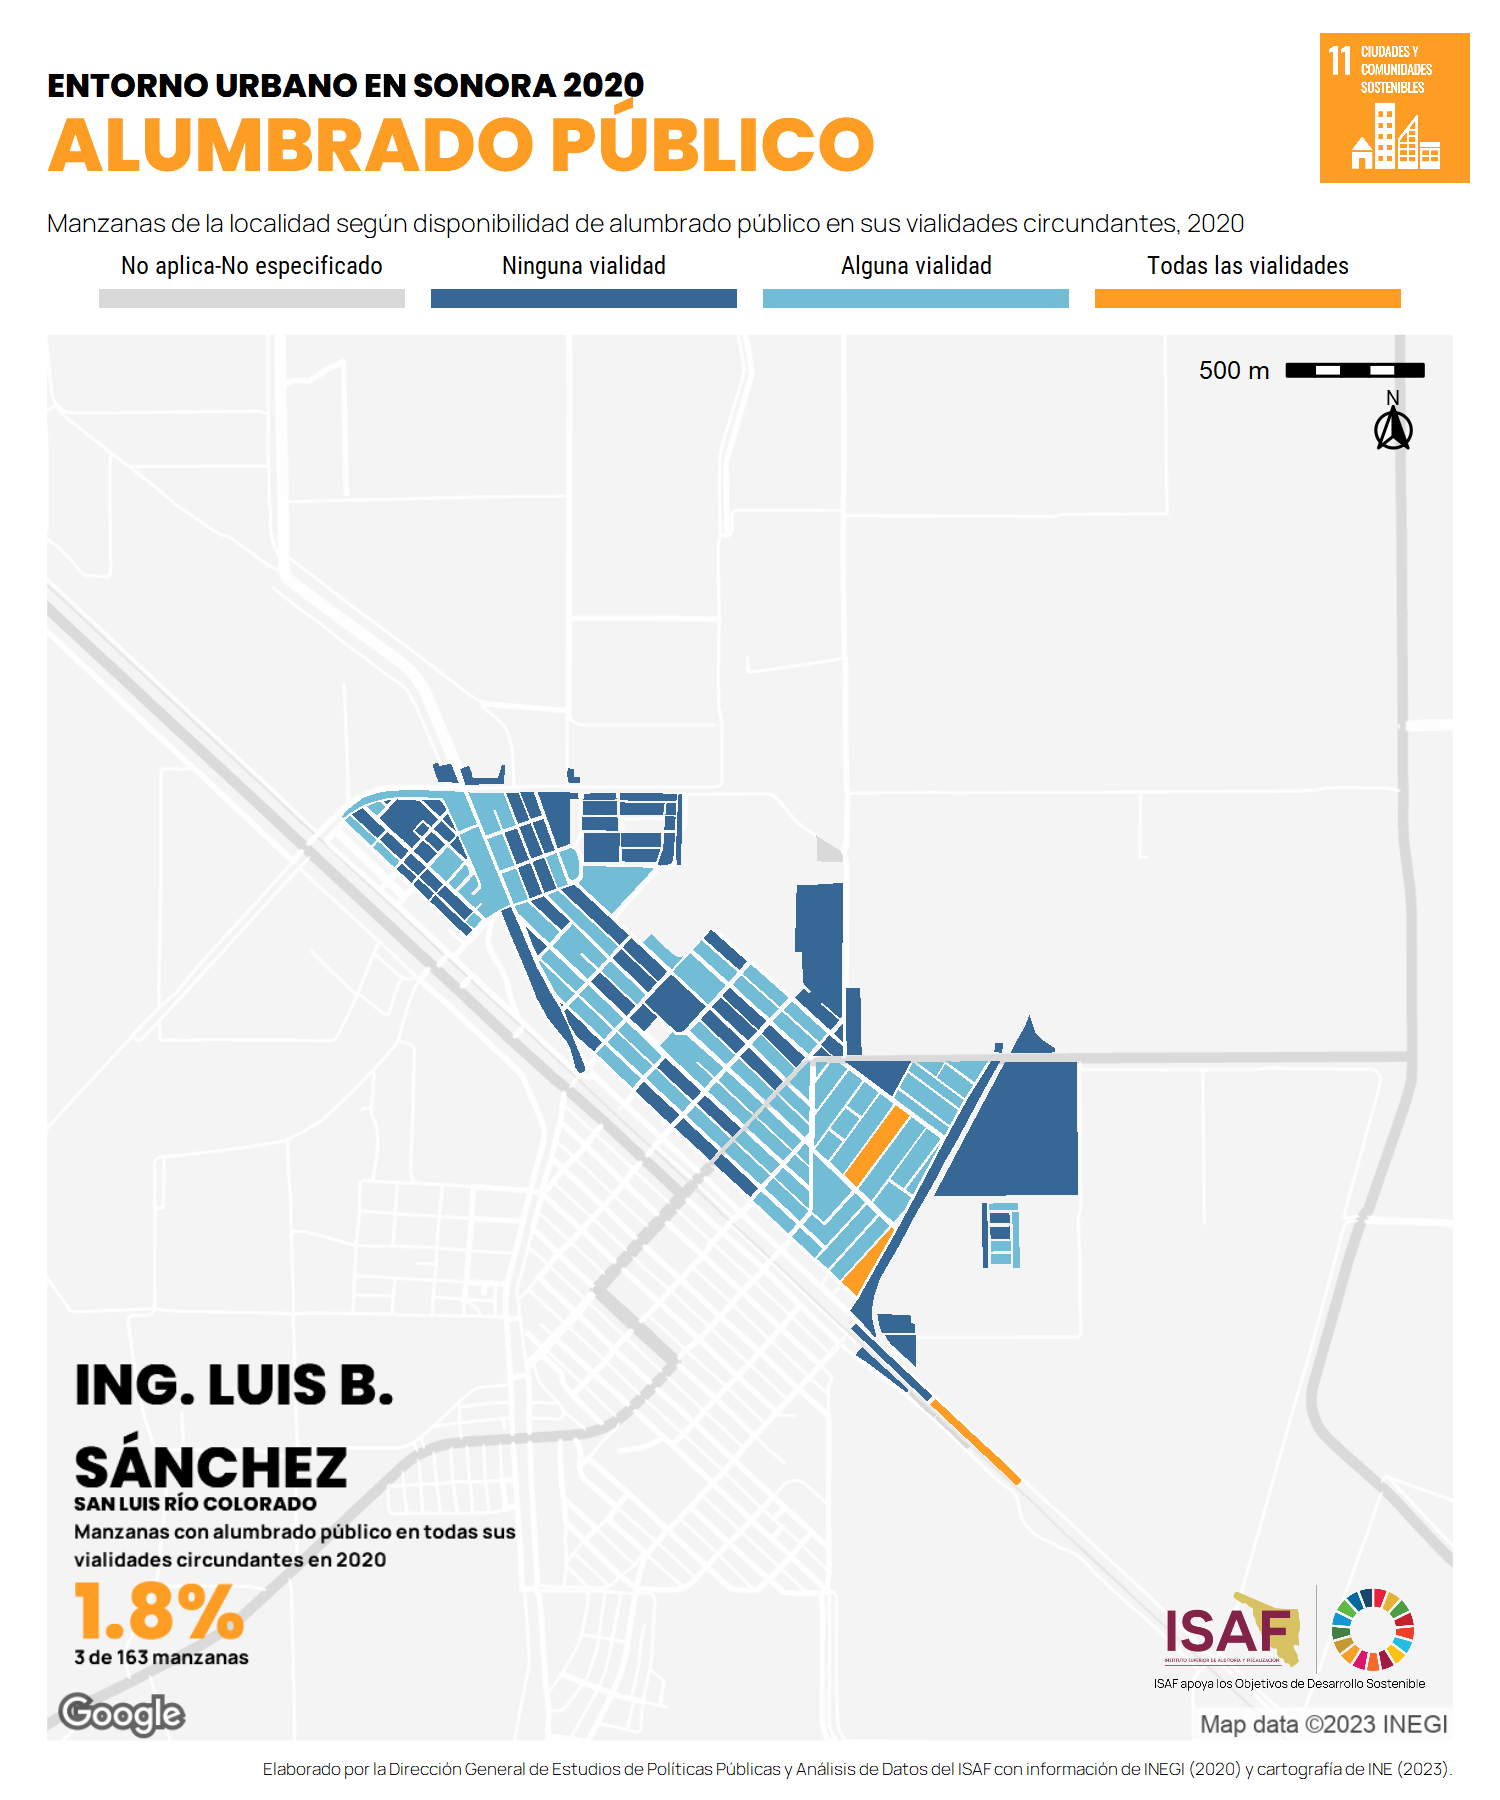 ENTORNO URBANO EN SONORA 2020
ALUMBRADO PÚBLICO
11 CIUDADES Y
COMUNIDADES
SOSTENIBLES
Manzanas de la localidad según disponibilidad de alumbrado público en sus vialidades circundantes, 2020
No aplica-No especificado
Ninguna vialidad
Alguna vialidad
Todas las vialidades
500 m
N
ING. LUIS B.
SÁNCHEZ
SAN LUIS RÍO COLORADO
Manzanas con alumbrado público en todas sus
vialidades circundantes en 2020
1.8%
3 de 163 manzanas
ISAF
INSTITUTO SUPERIOR DE AUDITORÍA Y FISCALIZACIÓN
ISAF apoya los Objetivos de Desarrollo Sostenible
Google
Map data ©2023 INEGI
Elaborado por la Dirección General de Estudios de Políticas Públicas y Análisis de Datos del ISAF con información de INEGI (2020) y cartografía de INE (2023).